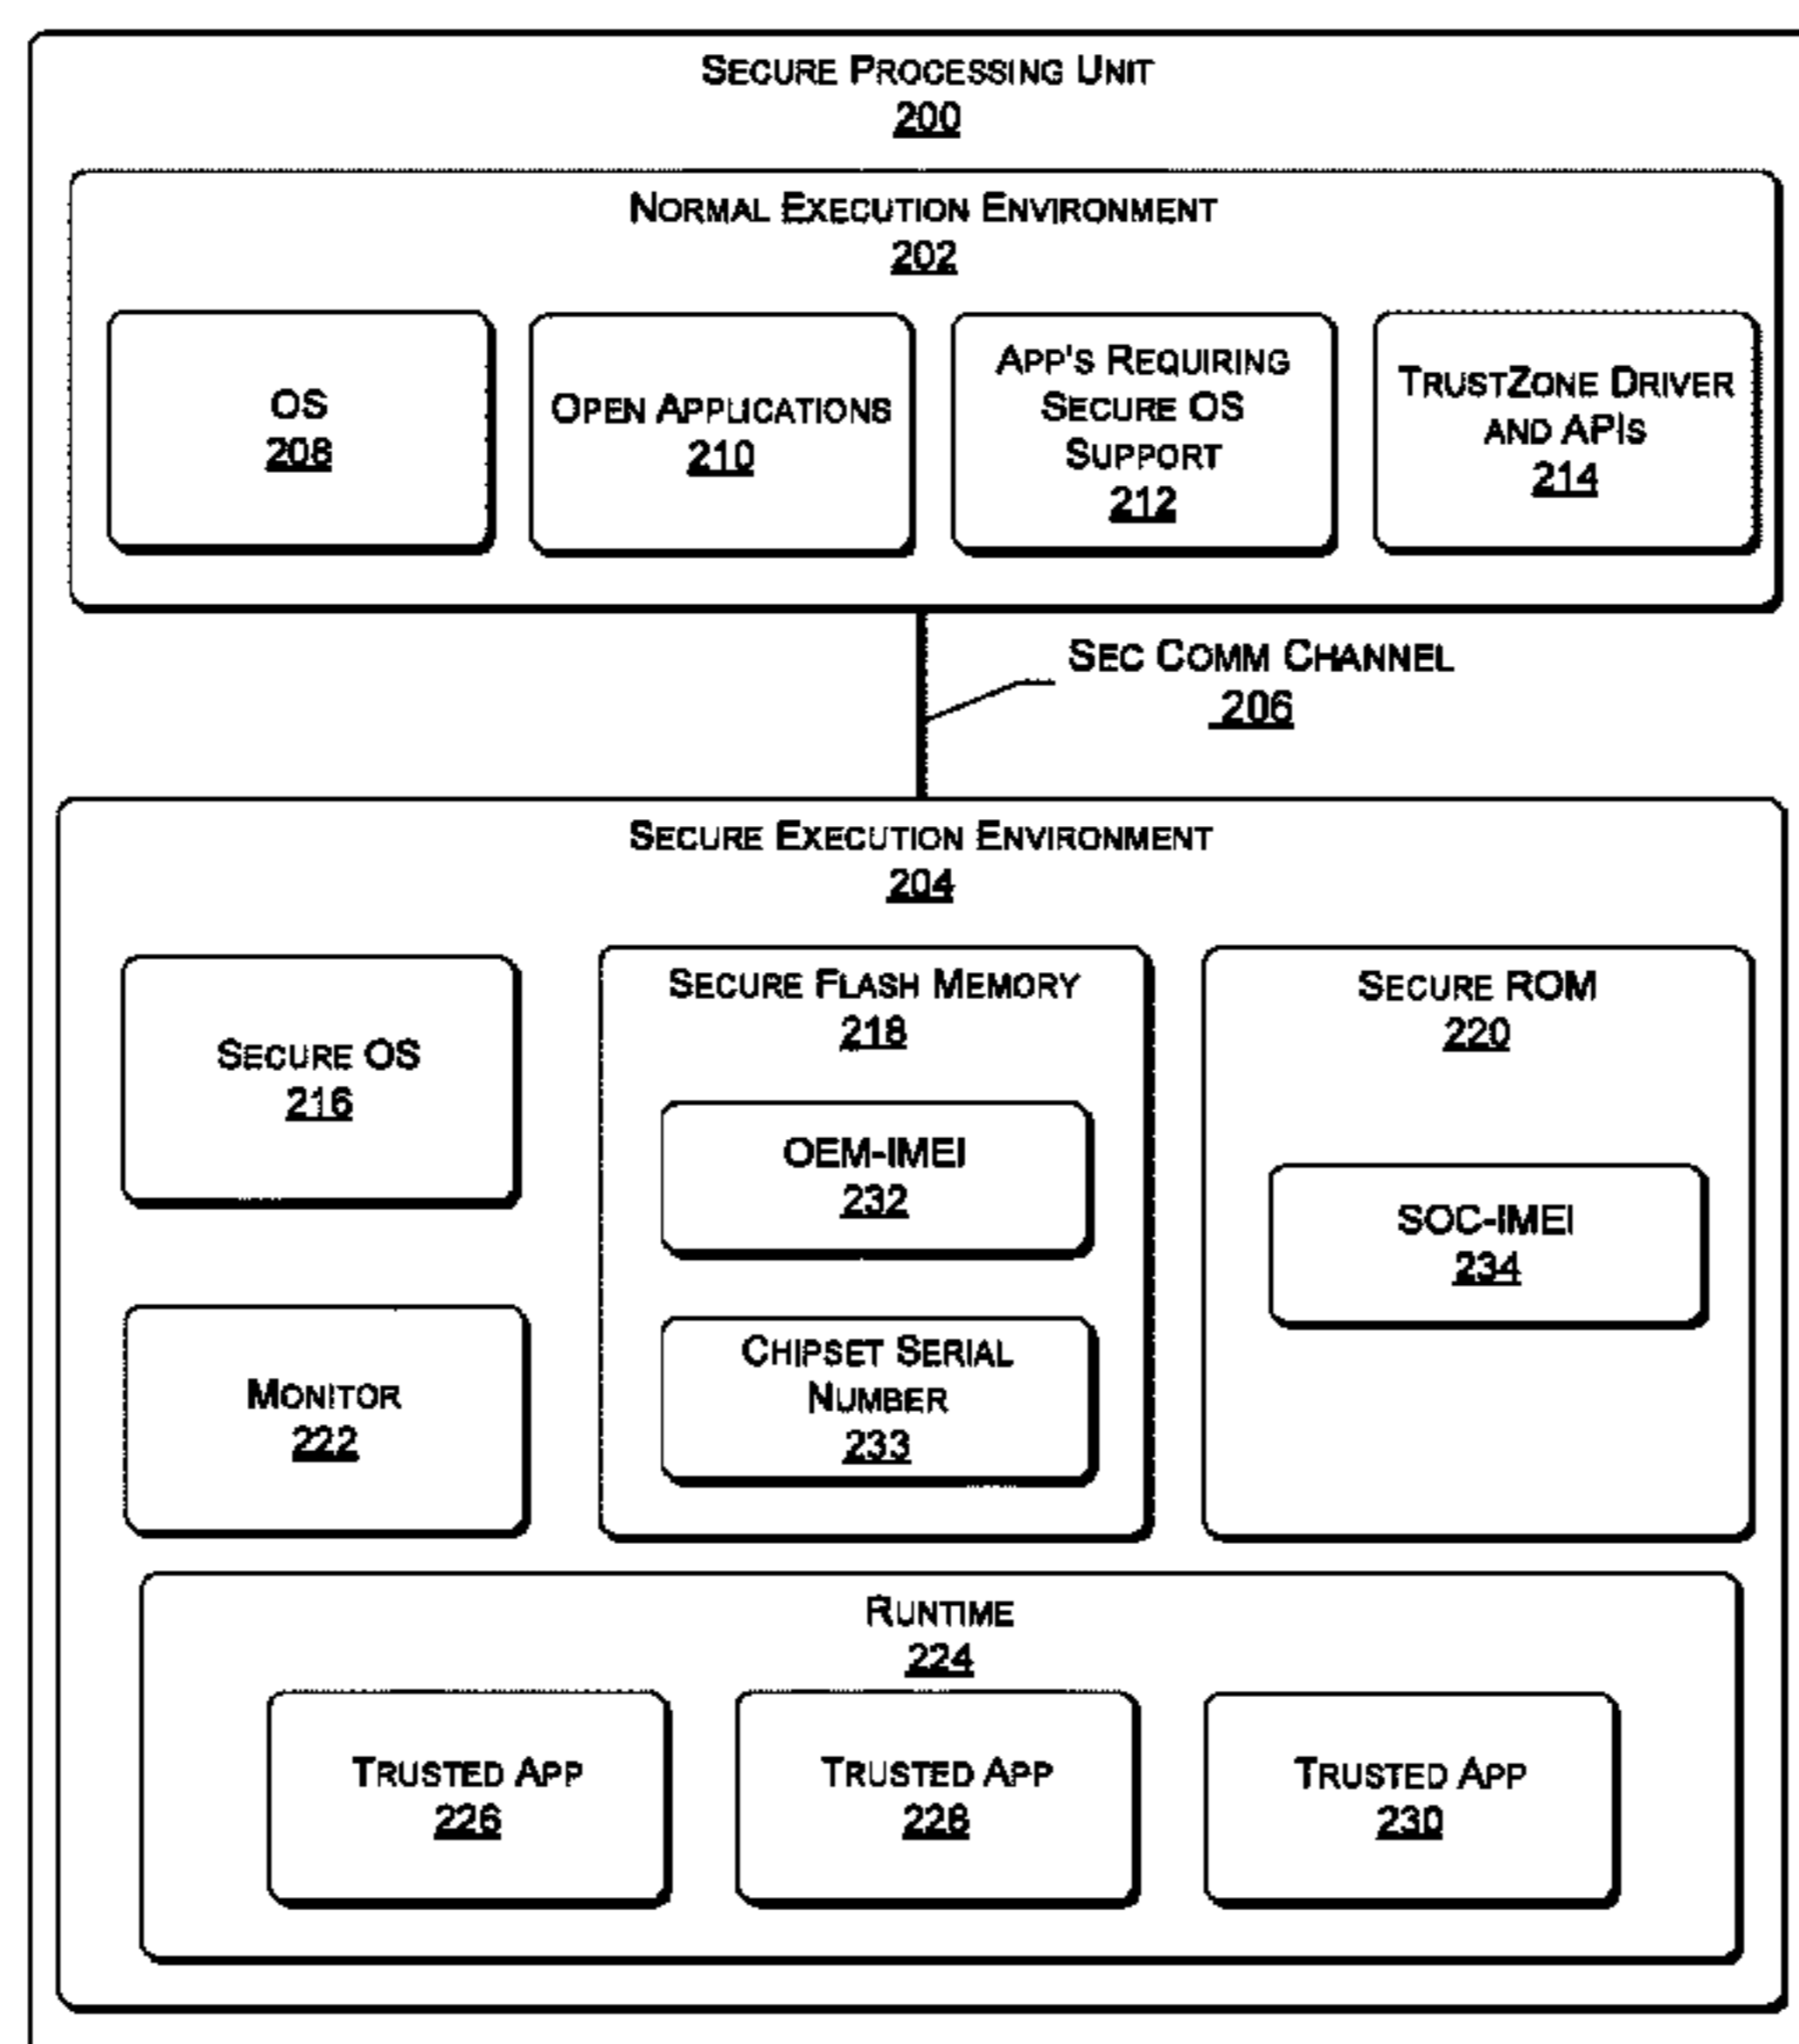 SECURE PROCESSING UNIT
200
NORMAL EXECUTION ENVIRONMENT
202
OS
208
OPEN APPLICATIONS
210
APP'S REQUIRING
SECURE OS
SUPPORT
212
TRUSTZONE DRIVER
AND APIS
214
SEC COMM CHANNEL
206
SECURE EXECUTION ENVIRONMENT
204
SECURE OS
216
SECURE FLASH MEMORY
218
OEM-IMEI
232
CHIPSET SERIAL
NUMBER
233
SECURE ROM
220
SOC-IMEI
234
MONITOR
222
RUNTIME
224
TRUSTED APP
226
TRUSTED APP
228
TRUSTED APP
230